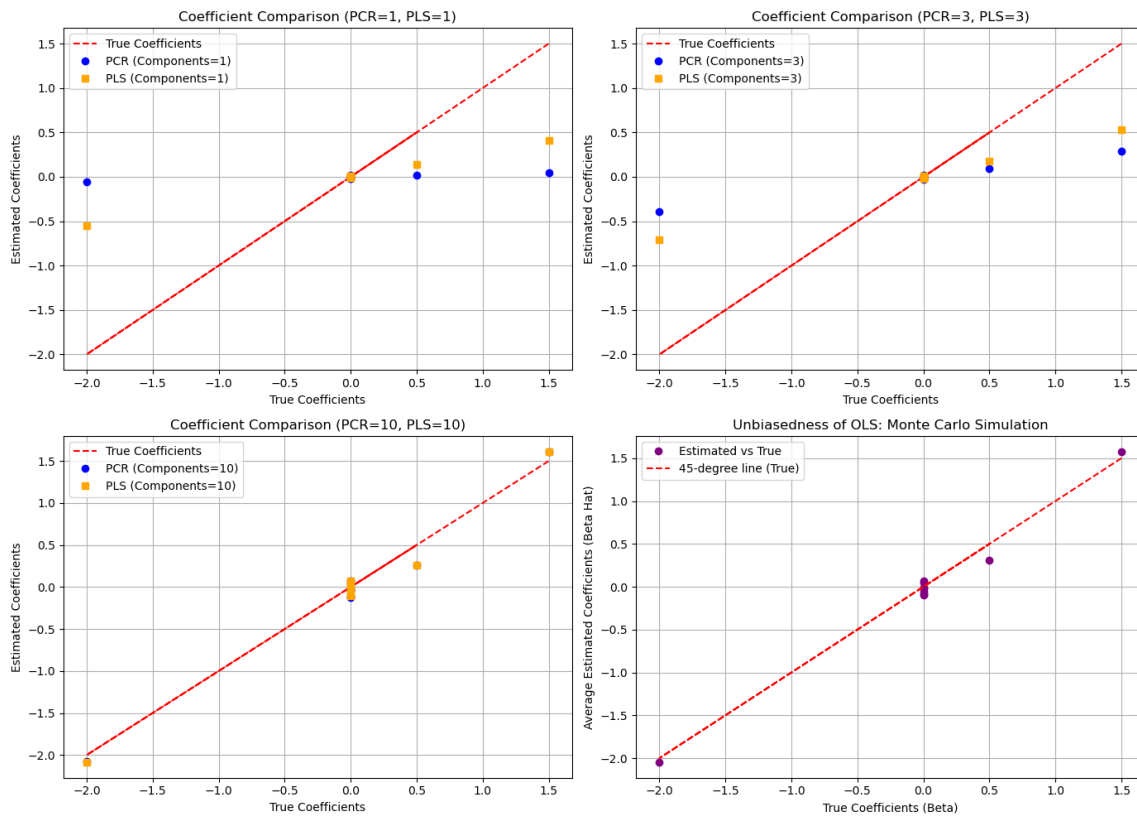 Coefficient Comparison (PCR=1, PLS=1)
True Coefficients
PCR (Components=1)
PLS (Components=1)
1.5
1.0
0.5
0.0
−0.5
−1.0
−1.5
−2.0
Estimated Coefficients
−2.0 −1.5 −1.0 −0.5 0.0 0.5 1.0 1.5
True Coefficients
Coefficient Comparison (PCR=3, PLS=3)
True Coefficients
PCR (Components=3)
PLS (Components=3)
1.5
1.0
0.5
0.0
−0.5
−1.0
−1.5
−2.0
Estimated Coefficients
−2.0 −1.5 −1.0 −0.5 0.0 0.5 1.0 1.5
True Coefficients
Coefficient Comparison (PCR=10, PLS=10)
True Coefficients
PCR (Components=10)
PLS (Components=10)
1.5
1.0
0.5
0.0
−0.5
−1.0
−1.5
−2.0
Estimated Coefficients
−2.0 −1.5 −1.0 −0.5 0.0 0.5 1.0 1.5
True Coefficients
Unbiasedness of OLS: Monte Carlo Simulation
Estimated vs True
45-degree line (True)
1.5
1.0
0.5
0.0
−0.5
−1.0
−1.5
−2.0
Average Estimated Coefficients (Beta Hat)
−2.0 −1.5 −1.0 −0.5 0.0 0.5 1.0 1.5
True Coefficients (Beta)